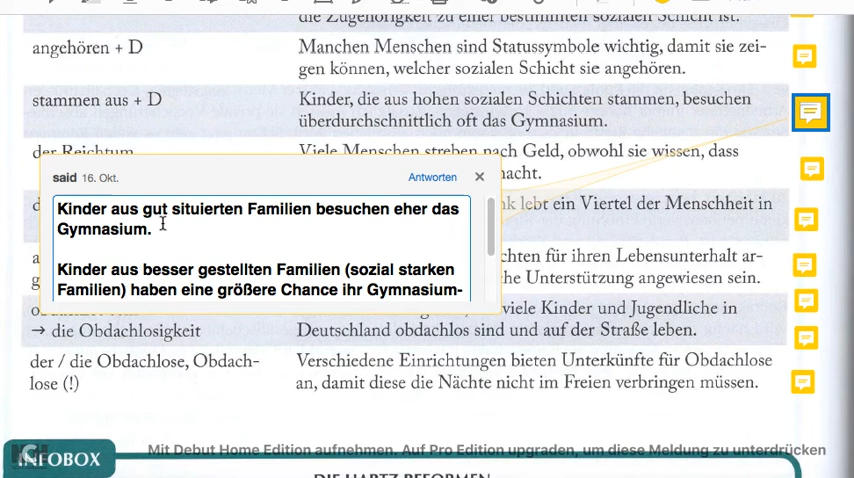 die Zugehörigkeit zu einer bestimmten sozialen Schicht ist.
angehören + D
Manchen Menschen sind Statussymbole wichtig, damit sie zei-
gen können, welcher sozialen Schicht sie angehören.
stammen aus + D
Kinder, die aus hohen sozialen Schichten stammen, besuchen
überdurchschnittlich oft das Gymnasium.
der Reichtum
Viele Menschen streben nach Geld, obwohl sie wissen, dass
macht.
said 16. Okt.
Antworten
Kinder aus gut situierten Familien besuchen eher das
Gymnasium.
Kinder aus besser gestellten Familien (sozial starken
Familien) haben eine größere Chance ihr Gymnasium-
lebt ein Viertel der Menschheit in
chten für ihren Lebensunterhalt ar-
che Unterstützung angewiesen sein.
viele Kinder und Jugendliche in
→ die Obdachlosigkeit
Deutschland obdachlos sind und auf der Straße leben.
der / die Obdachlose, Obdach-
lose (!)
Verschiedene Einrichtungen bieten Unterkünfte für Obdachlose
an, damit diese die Nächte nicht im Freien verbringen müssen.
Mit Debut Home Edition aufnehmen. Auf Pro Edition upgraden, um diese Meldung zu unterdrücken
INFOBOX
DIE HARTZ-REFORMEN